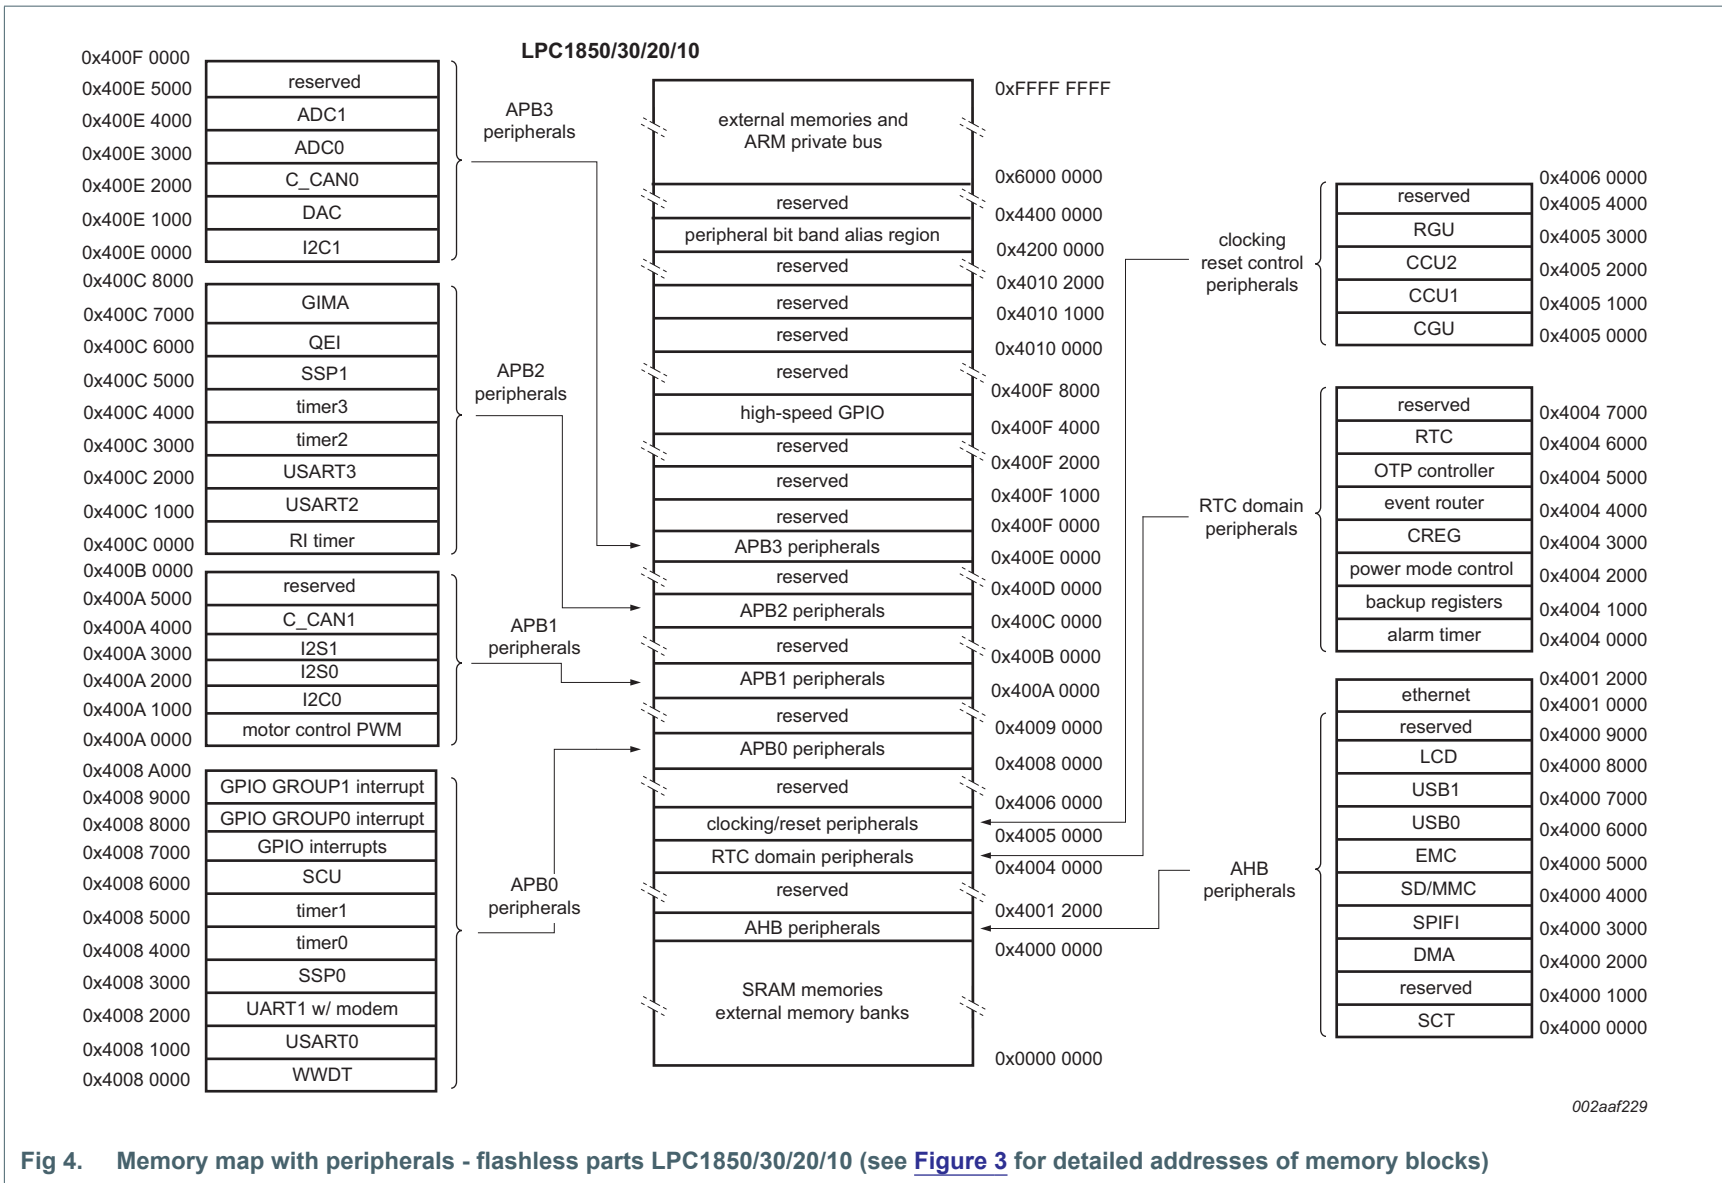 LPC1850/30/20/10
0x400F 0000
reserved
0x400E 5000
ADC1
0x400E 4000
ADC0
0x400E 3000
C_CAN0
0x400E 2000
DAC
0x400E 1000
I2C1
0x400E 0000
APB3
peripherals
0x400C 8000
GIMA
0x400C 7000
QEI
0x400C 6000
SSP1
0x400C 5000
timer3
0x400C 4000
timer2
0x400C 3000
USART3
0x400C 2000
USART2
0x400C 1000
RI timer
0x400C 0000
APB2
peripherals
0x400B 0000
reserved
0x400A 5000
C_CAN1
0x400A 4000
I2S1
0x400A 3000
I2S0
0x400A 2000
I2C0
0x400A 1000
motor control PWM
0x400A 0000
APB1
peripherals
0x4008 A000
GPIO GROUP1 interrupt
0x4008 9000
GPIO GROUP0 interrupt
0x4008 8000
GPIO interrupts
0x4008 7000
SCU
0x4008 6000
timer1
0x4008 5000
timer0
0x4008 4000
SSP0
0x4008 3000
UART1 w/ modem
0x4008 2000
USART0
0x4008 1000
WWDT
0x4008 0000
APB0
peripherals
0xFFFF FFFF
external memories and
ARM private bus
0x6000 0000
reserved
0x4400 0000
peripheral bit band alias region
0x4200 0000
reserved
0x4010 2000
reserved
0x4010 1000
reserved
0x4010 0000
reserved
0x400F 8000
high-speed GPIO
0x400F 4000
reserved
0x400F 2000
reserved
0x400F 1000
reserved
0x400F 0000
APB3 peripherals
0x400E 0000
reserved
0x400D 0000
APB2 peripherals
0x400C 0000
reserved
0x400B 0000
APB1 peripherals
0x400A 0000
reserved
0x4009 0000
APB0 peripherals
0x4008 0000
reserved
0x4006 0000
clocking/reset peripherals
0x4005 0000
RTC domain peripherals
0x4004 0000
reserved
0x4001 2000
AHB peripherals
0x4000 0000
SRAM memories
external memory banks
0x0000 0000
clocking
reset control
peripherals
0x4006 0000
reserved
0x4005 4000
RGU
0x4005 3000
CCU2
0x4005 2000
CCU1
0x4005 1000
CGU
0x4005 0000
RTC domain
peripherals
reserved
0x4004 7000
RTC
0x4004 6000
OTP controller
0x4004 5000
event router
0x4004 4000
CREG
0x4004 3000
power mode control
0x4004 2000
backup registers
0x4004 1000
alarm timer
0x4004 0000
AHB
peripherals
0x4001 2000
ethernet
0x4001 0000
reserved
0x4000 9000
LCD
0x4000 8000
USB1
0x4000 7000
USB0
0x4000 6000
EMC
0x4000 5000
SD/MMC
0x4000 4000
SPIFI
0x4000 3000
DMA
0x4000 2000
reserved
0x4000 1000
SCT
0x4000 0000
002aaf229
Fig 4. Memory map with peripherals - flashless parts LPC1850/30/20/10 (see Figure 3 for detailed addresses of memory blocks)